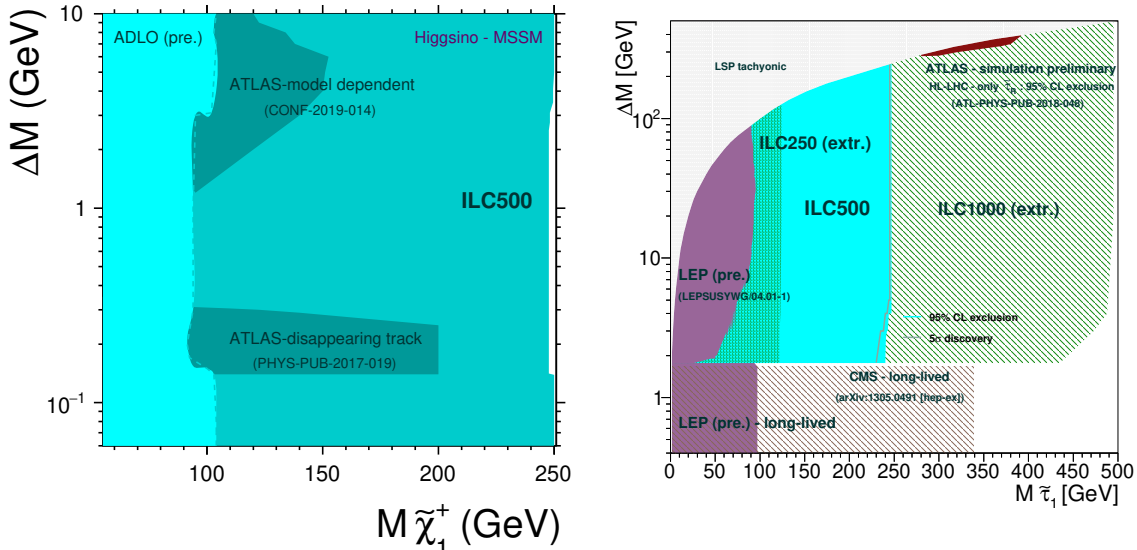 ΔM (GeV)
10
1
10⁻¹
ADLO (pre.)
Higgsino - MSSM
ATLAS-model dependent
(CONF-2019-014)
ILC500
ATLAS-disappearing track
(PHYS-PUB-2017-019)
100 150 200 250
M χ̃₁⁺ (GeV)
ΔM [GeV]
10²
10
1
LSP tachyonic
ATLAS - simulation preliminary
HL-LHC - only τ̃R : 95% CL exclusion
(ATL-PHYS-PUB-2018-048)
ILC250 (extr.)
ILC500
ILC1000 (extr.)
LEP (pre.)
(LEPSUSYWG/04.01-1)
95% CL exclusion
5σ discovery
CMS - long-lived
(arXiv:1305.0491 [hep-ex])
LEP (pre.) - long-lived
0 50 100 150 200 250 300 350 400 450 500
M τ̃₁ [GeV]